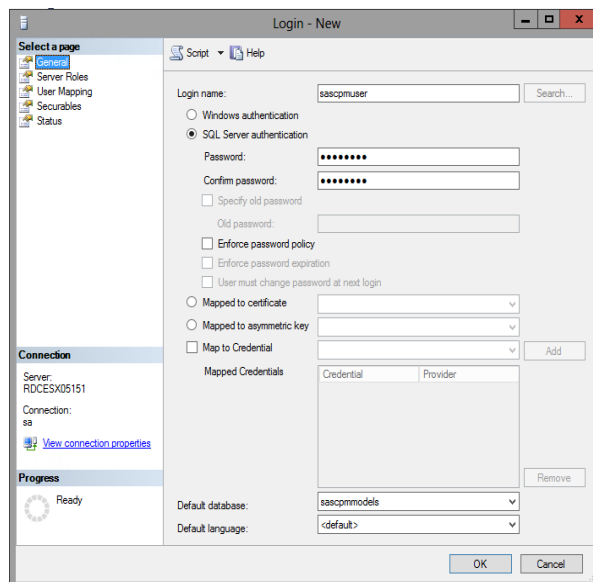 Login - New
Select a page
General
Server Roles
User Mapping
Securables
Status
Script
Help
Login name:
sascpmuser
Search...
Windows authentication
SQL Server authentication
Password:
●●●●●●●●
Confirm password:
●●●●●●●●
Specify old password
Old password:
Enforce password policy
Enforce password expiration
User must change password at next login
Mapped to certificate
Mapped to asymmetric key
Map to Credential
Add
Mapped Credentials
Credential Provider
Remove
Default database:
sascpmmodels
Default language:
<default>
Connection
Server:
RDCESX05151
Connection:
sa
View connection properties
Progress
Ready
OK
Cancel